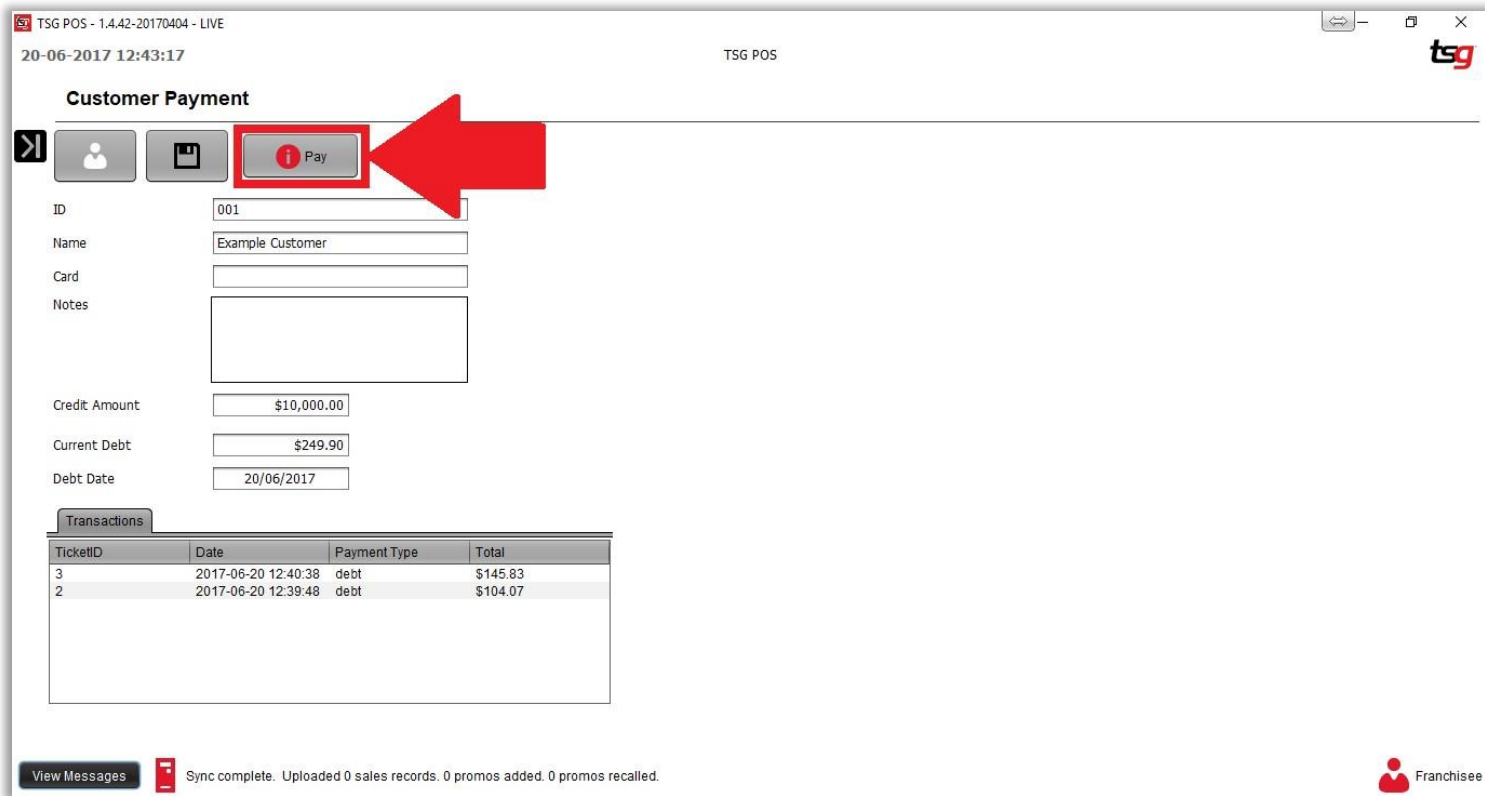 TSG POS - 1.4.42-20170404 - LIVE
20-06-2017 12:43:17 TSG POS tsg
Customer Payment
Pay
ID 001
Name Example Customer
Card
Notes
Credit Amount $10,000.00
Current Debt $249.90
Debt Date 20/06/2017
Transactions
TicketID Date Payment Type Total
3 2017-06-20 12:40:38 debt $145.83
2 2017-06-20 12:39:48 debt $104.07
View Messages Sync complete. Uploaded 0 sales records. 0 promos added. 0 promos recalled. Franchisee